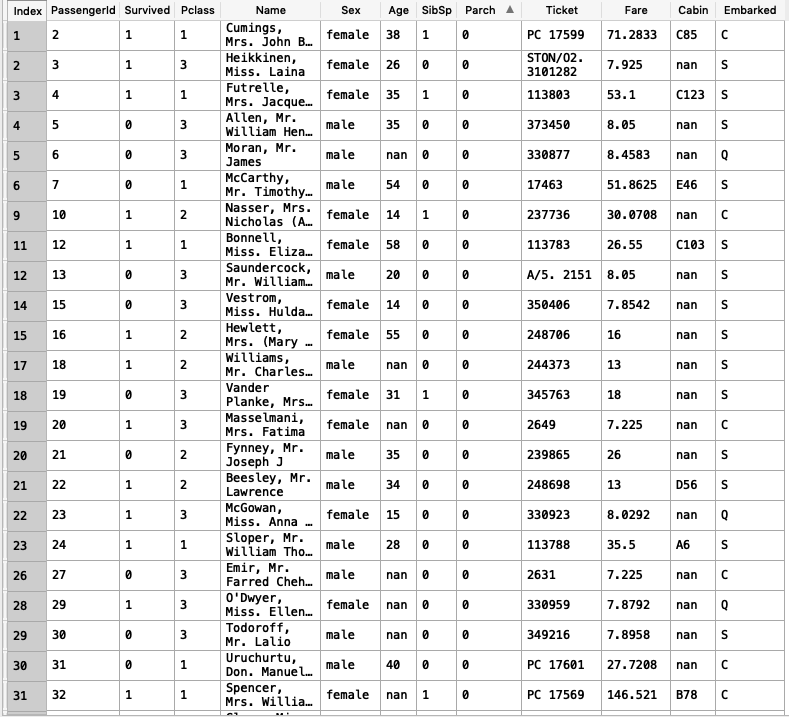 Index PassengerId Survived Pclass Name Sex Age SibSp Parch ▲ Ticket Fare Cabin Embarked
1 2 1 1 Cumings, Mrs. John B… female 38 1 0 PC 17599 71.2833 C85 C
2 3 1 3 Heikkinen, Miss. Laina female 26 0 0 STON/O2. 3101282 7.925 nan S
3 4 1 1 Futrelle, Mrs. Jacque… female 35 1 0 113803 53.1 C123 S
4 5 0 3 Allen, Mr. William Hen… male 35 0 0 373450 8.05 nan S
5 6 0 3 Moran, Mr. James male nan 0 0 330877 8.4583 nan Q
6 7 0 1 McCarthy, Mr. Timothy… male 54 0 0 17463 51.8625 E46 S
9 10 1 2 Nasser, Mrs. Nicholas (A… female 14 1 0 237736 30.0708 nan C
11 12 1 1 Bonnell, Miss. Eliza… female 58 0 0 113783 26.55 C103 S
12 13 0 3 Saundercock, Mr. William… male 20 0 0 A/5. 2151 8.05 nan S
14 15 0 3 Vestrom, Miss. Hulda… female 14 0 0 350406 7.8542 nan S
15 16 1 2 Hewlett, Mrs. (Mary … female 55 0 0 248706 16 nan S
17 18 1 2 Williams, Mr. Charles… male nan 0 0 244373 13 nan S
18 19 0 3 Vander Planke, Mrs… female 31 1 0 345763 18 nan S
19 20 1 3 Masselmani, Mrs. Fatima female nan 0 0 2649 7.225 nan C
20 21 0 2 Fynney, Mr. Joseph J male 35 0 0 239865 26 nan S
21 22 1 2 Beesley, Mr. Lawrence male 34 0 0 248698 13 D56 S
22 23 1 3 McGowan, Miss. Anna … female 15 0 0 330923 8.0292 nan Q
23 24 1 1 Sloper, Mr. William Tho… male 28 0 0 113788 35.5 A6 S
26 27 0 3 Emir, Mr. Farred Cheh… male nan 0 0 2631 7.225 nan C
28 29 1 3 O'Dwyer, Miss. Ellen… female nan 0 0 330959 7.8792 nan Q
29 30 0 3 Todoroff, Mr. Lalio male nan 0 0 349216 7.8958 nan S
30 31 0 1 Uruchurtu, Don. Manuel… male 40 0 0 PC 17601 27.7208 nan C
31 32 1 1 Spencer, Mrs. Willia… female nan 1 0 PC 17569 146.521 B78 C